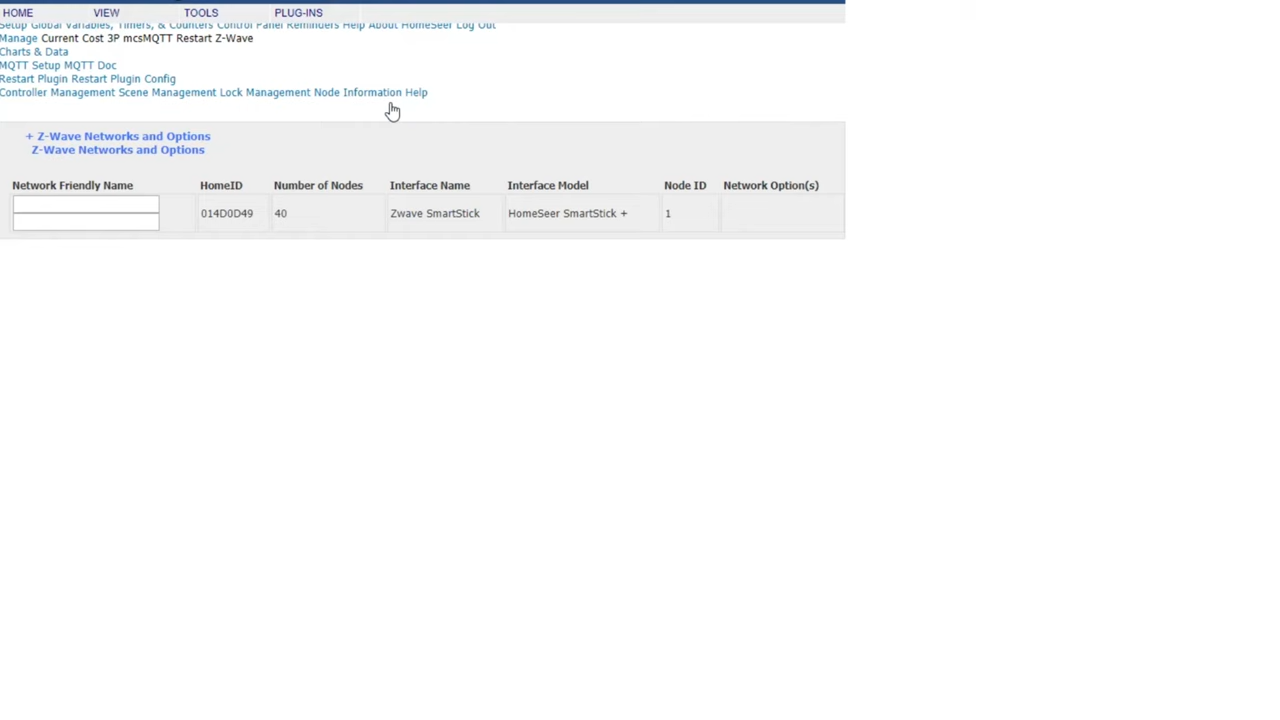 HOME VIEW TOOLS PLUG-INS
Setup Global Variables, Timers, & Counters Control Panel Reminders Help About HomeSeer Log Out
Manage Current Cost 3P mcsMQTT Restart Z-Wave
Charts & Data
MQTT Setup MQTT Doc
Restart Plugin Restart Plugin Config
Controller Management Scene Management Lock Management Node Information Help
+ Z-Wave Networks and Options
Z-Wave Networks and Options
Network Friendly Name HomeID Number of Nodes Interface Name Interface Model Node ID Network Option(s)
014D0D49 40 Zwave SmartStick HomeSeer SmartStick + 1